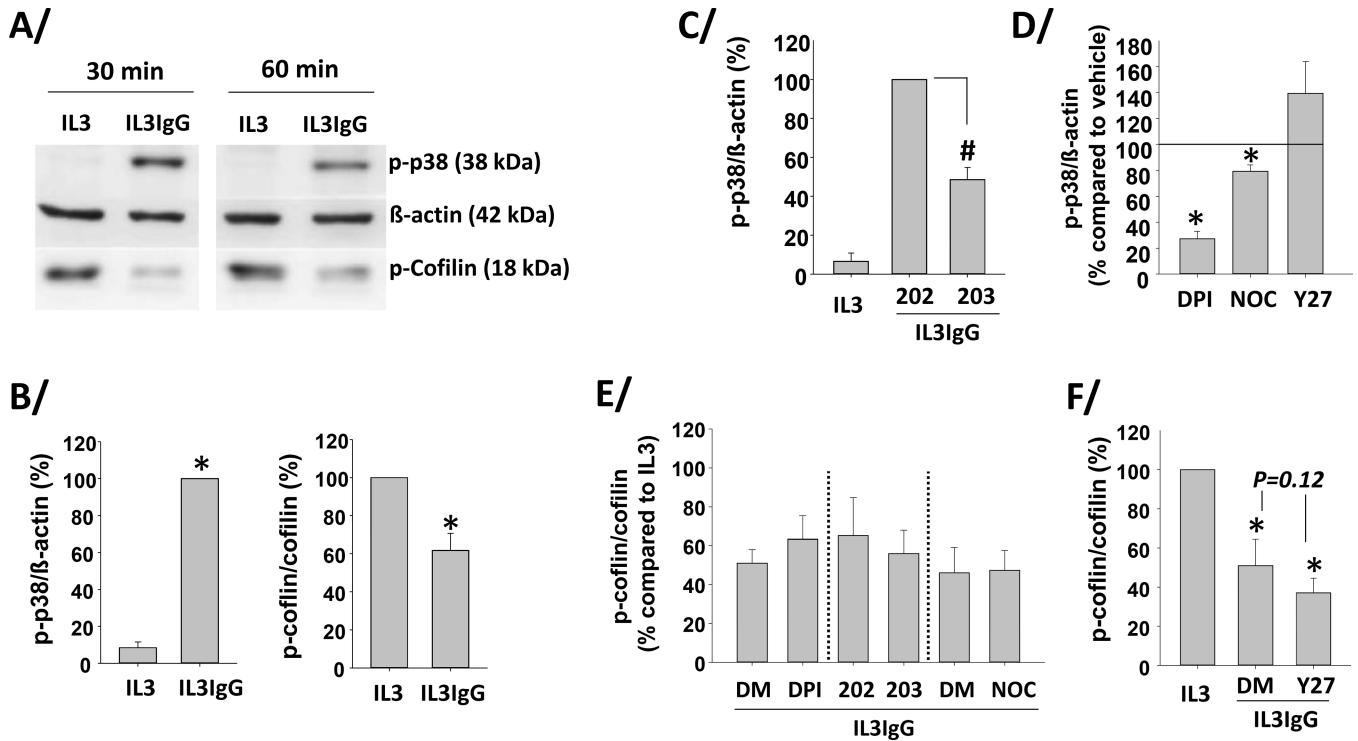 A/
30 min
60 min
IL3
IL3IgG
IL3
IL3IgG
p-p38 (38 kDa)
ß-actin (42 kDa)
p-Cofilin (18 kDa)
B/
p-p38/ß-actin (%)
120
100
80
60
40
20
0
*
IL3
IL3IgG
p-coflin/cofilin (%)
120
100
80
60
40
20
0
*
IL3
IL3IgG
C/
p-p38/ß-actin (%)
120
100
80
60
40
20
0
#
IL3
202
203
IL3IgG
D/
p-p38/ß-actin
(% compared to vehicle)
180
160
140
120
100
80
60
40
20
0
*
*
DPI
NOC
Y27
E/
p-coflin/cofilin
(% compared to IL3)
120
100
80
60
40
20
0
DM
DPI
202
203
DM
NOC
IL3IgG
F/
p-coflin/cofilin (%)
120
100
80
60
40
20
0
P=0.12
*
*
IL3
DM
Y27
IL3IgG